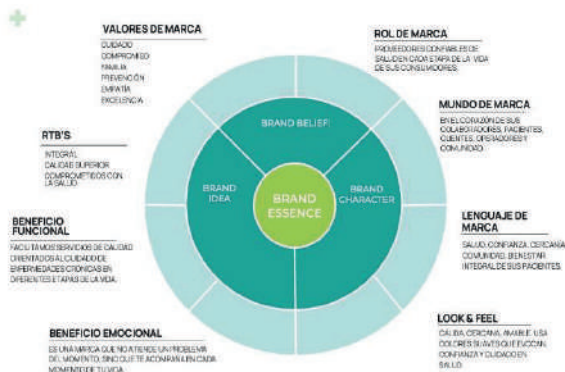 VALORES DE MARCA
CUIDADO
COMPROMISO
FAMILIA
PREVENCIÓN
EMPATÍA
EXCELENCIA
ROL DE MARCA
PROVEEDORES CONFIABLES DE
SALUD EN CADA ETAPA DE LA VIDA
DE SUS CONSUMIDORES.
MUNDO DE MARCA
EN EL CORAZÓN DE SUS
COLABORADORES, PACIENTES,
CLIENTES, OPERADORES Y
COMUNIDAD.
RTB'S
INTEGRAL
CALIDAD SUPERIOR
COMPROMETIDOS CON
LA SALUD
BRAND BELIEF
BRAND
IDEA
BRAND
ESSENCE
BRAND
CHARACTER
BENEFICIO
FUNCIONAL
FACILITAMOS SERVICIOS DE CALIDAD
ORIENTADOS AL CUIDADO DE
ENFERMEDADES CRÓNICAS EN
DIFERENTES ETAPAS DE LA VIDA.
LENGUAJE DE
MARCA
SALUD, CONFIANZA, CERCANÍA
COMUNIDAD, BIENESTAR
INTEGRAL DE SUS PACIENTES.
BENEFICIO EMOCIONAL
ES UNA MARCA QUE NO ATIENDE UN PROBLEMA
DEL MOMENTO, SINO QUE TE ACOMPAÑA EN CADA
MOMENTO DE TU VIDA.
LOOK & FEEL
CÁLIDA, CERCANA, AMABLE. USA
COLORES SUAVES QUE EVOCAN
CONFIANZA Y CUIDADO EN
SALUD.